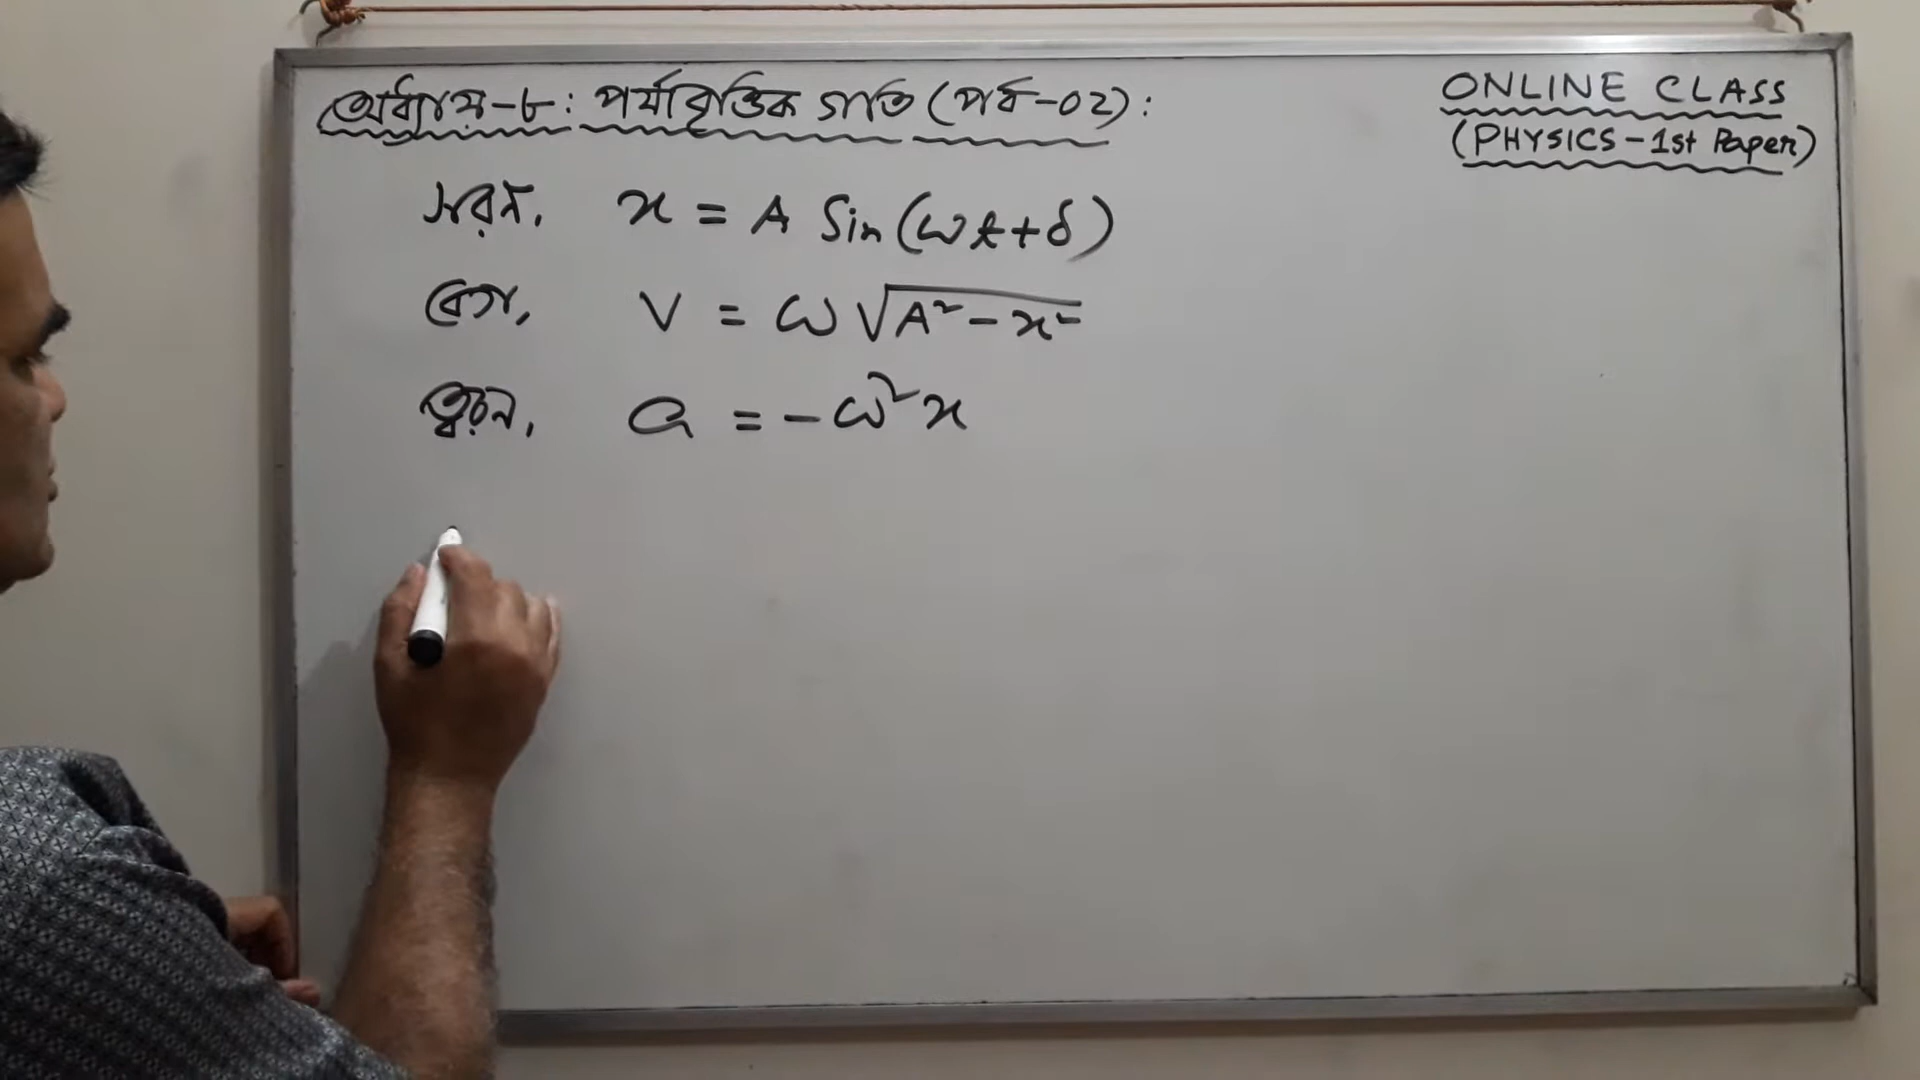 অধ্যায়-৮: পর্যাবৃত্তিক গতি (পর্ব-02):
ONLINE CLASS
(PHYSICS-1st Paper)
সরণ, x = A Sin(ωt+δ)
বেগ, V = ω√(A²-x²)
ত্বরণ, a = -ω²x